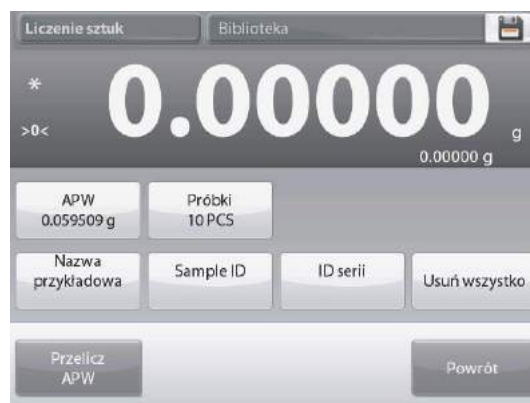 Liczenie sztuk
Biblioteka
*
>0<
0.00000 g
0.00000 g
APW
0.059509 g
Próbki
10 PCS
Nazwa
przykładowa
Sample ID
ID serii
Usuń wszystko
Przelicz
APW
Powrót